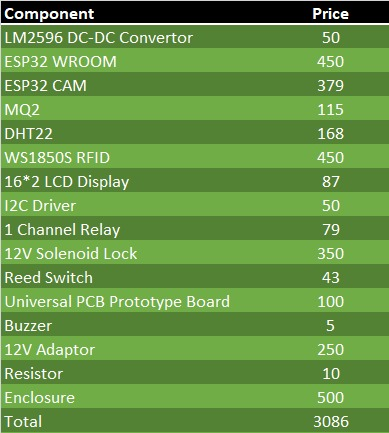 Component Price
LM2596 DC-DC Convertor 50
ESP32 WROOM 450
ESP32 CAM 379
MQ2 115
DHT22 168
WS1850S RFID 450
16*2 LCD Display 87
I2C Driver 50
1 Channel Relay 79
12V Solenoid Lock 350
Reed Switch 43
Universal PCB Prototype Board 100
Buzzer 5
12V Adaptor 250
Resistor 10
Enclosure 500
Total 3086